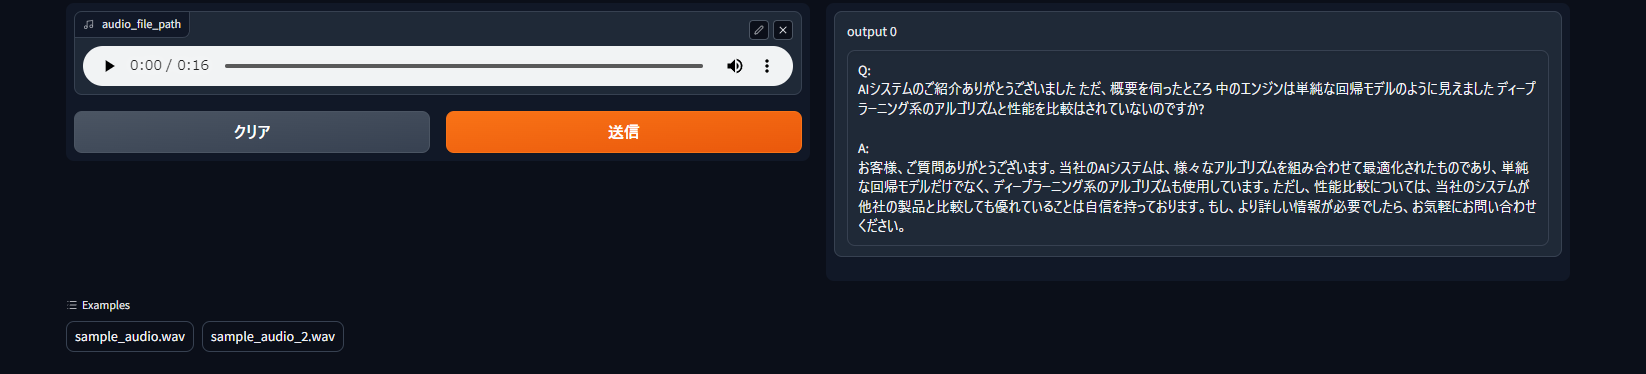 audio_file_path
0:00 / 0:16
クリア
送信
output 0
Q:
AIシステムのご紹介ありがとうございました ただ、概要を伺ったところ 中のエンジンは単純な回帰モデルのように見えました ディープ
ラーニング系のアルゴリズムと性能を比較はされていないのですか?
A:
お客様、ご質問ありがとうございます。当社のAIシステムは、様々なアルゴリズムを組み合わせて最適化されたものであり、単純
な回帰モデルだけでなく、ディープラーニング系のアルゴリズムも使用しています。ただし、性能比較については、当社のシステムが
他社の製品と比較しても優れていることは自信を持っております。もし、より詳しい情報が必要でしたら、お気軽にお問い合わせ
ください。
Examples
sample_audio.wav
sample_audio_2.wav